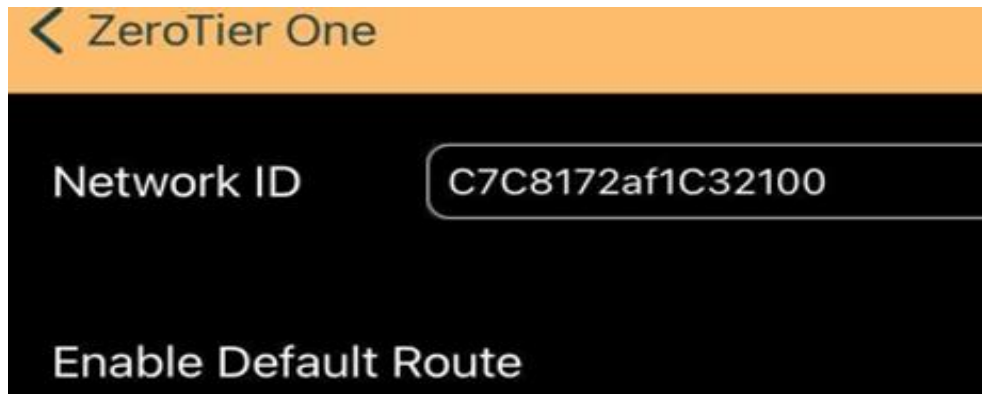 ZeroTier One
Network ID
C7C8172af1C32100
Enable Default Route